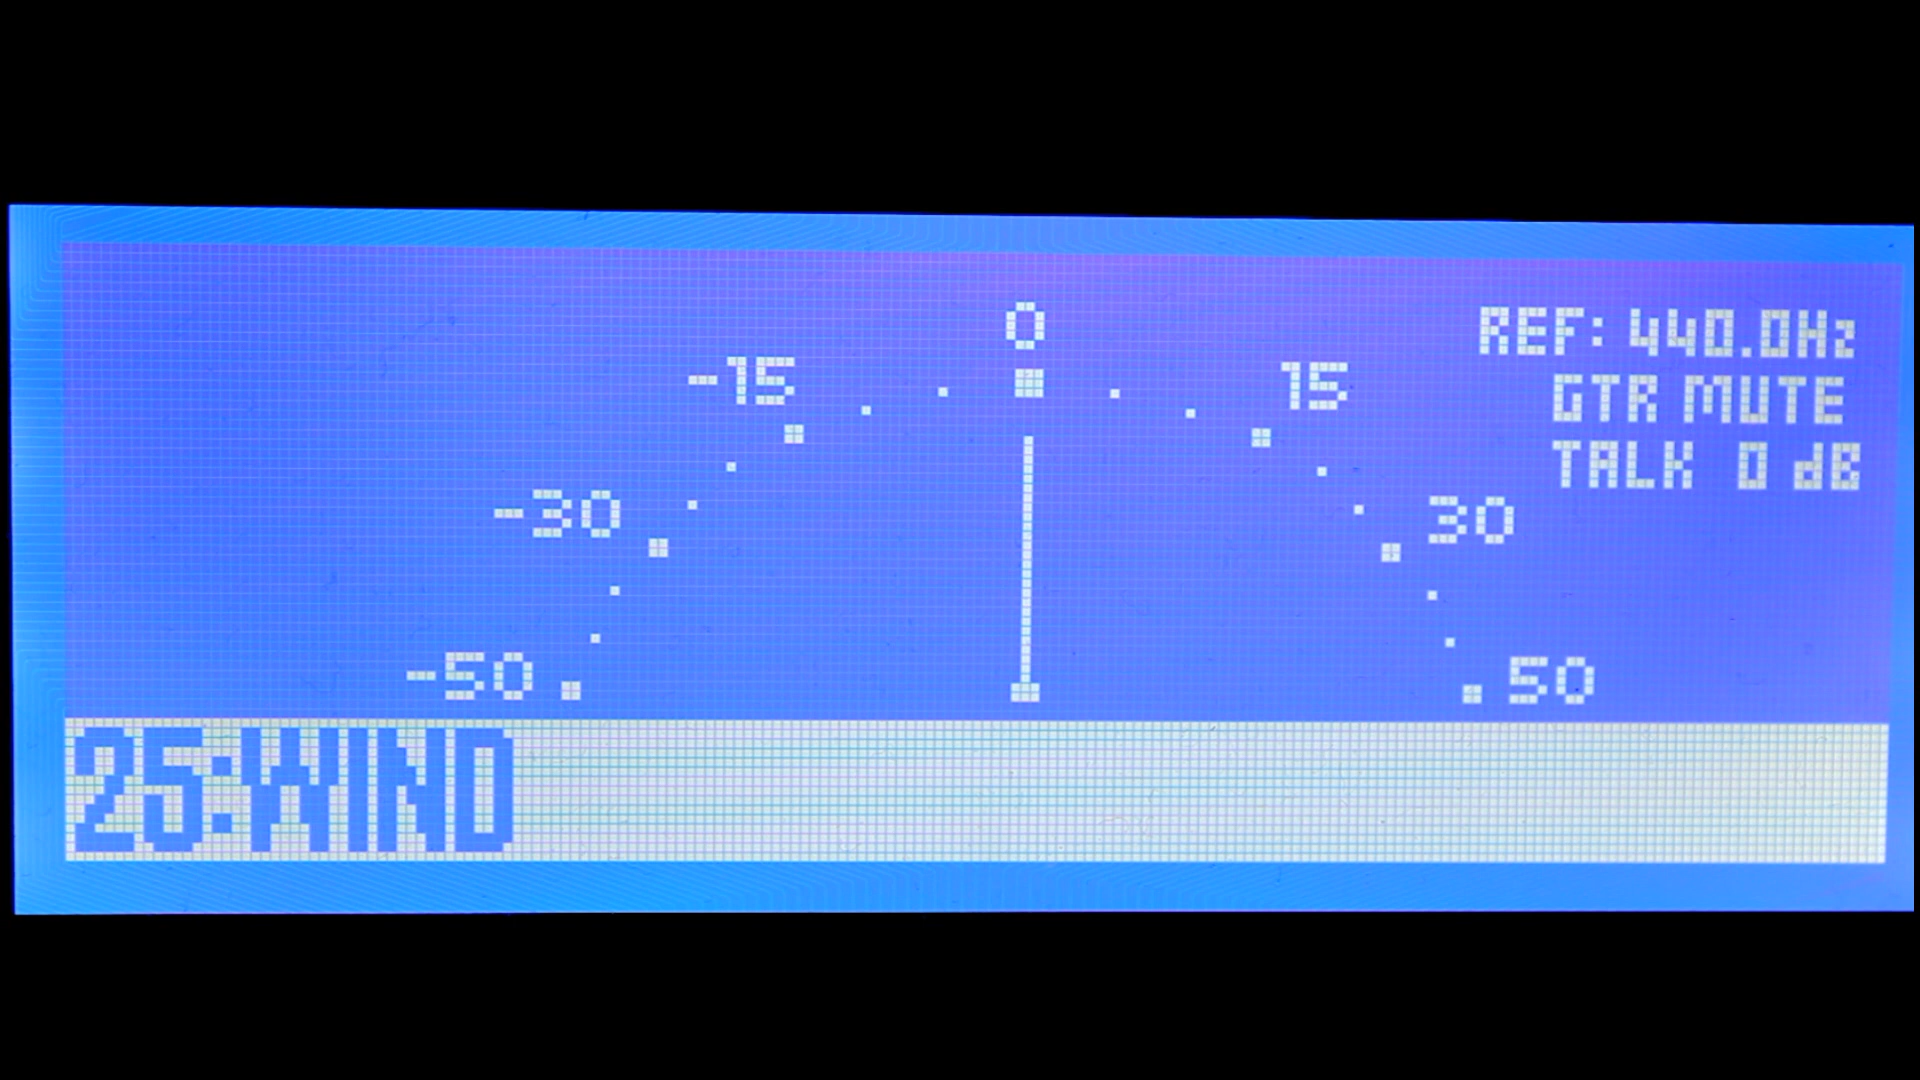 0
REF: 440.0Hz
-15 15
GTR MUTE
TALK 0 dB
-30 30
-50 50
25:WIND